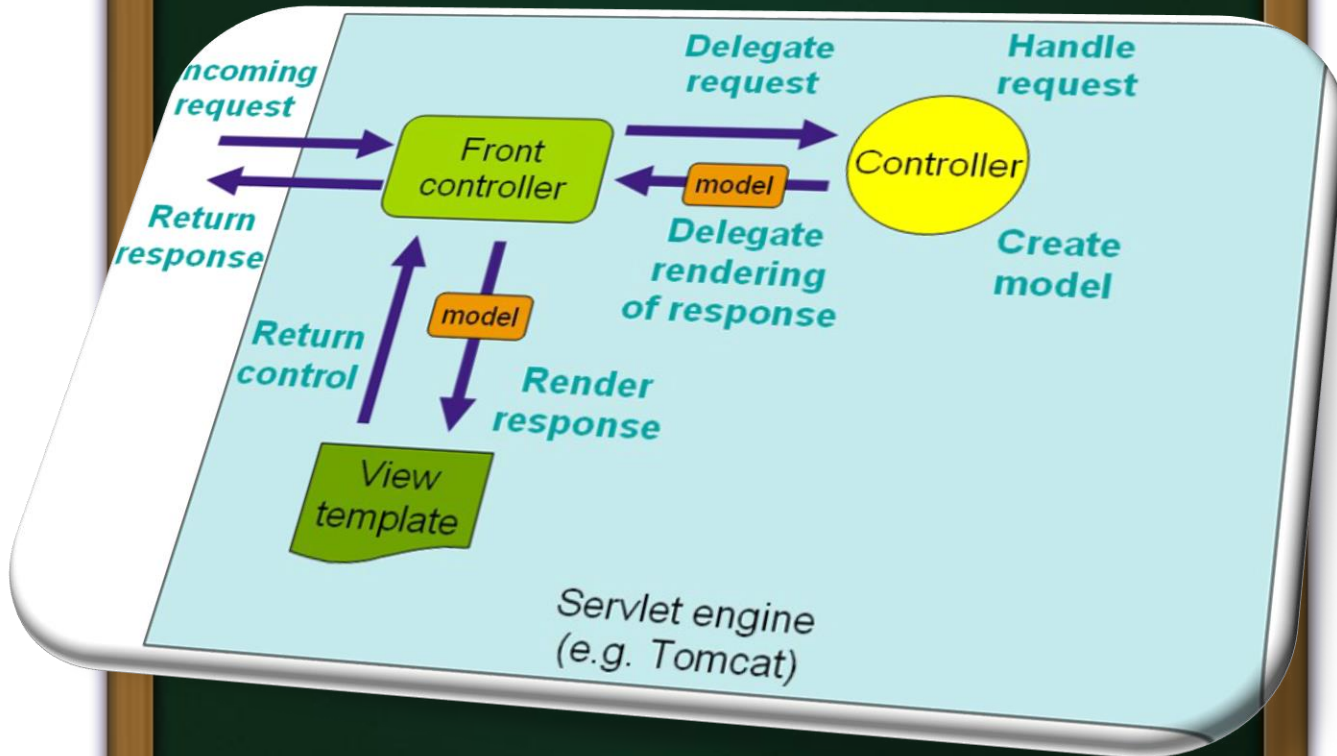 ncoming
request
Return
response
Front
controller
Delegate
request
Handle
request
Controller
model
Delegate
rendering
of response
Create
model
Return
control
model
Render
response
View
template
Servlet engine
(e.g. Tomcat)